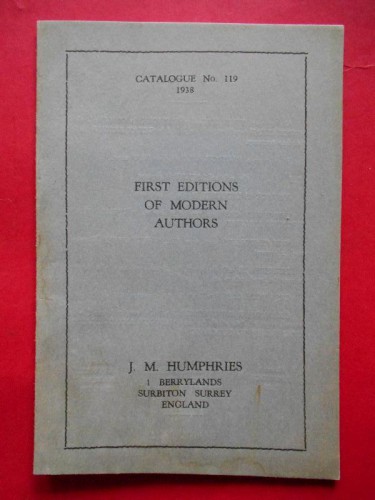 CATALOGUE No. 119
1938
FIRST EDITIONS
OF MODERN
AUTHORS
J. M. HUMPHRIES
1 BERRYLANDS
SURBITON SURREY
ENGLAND